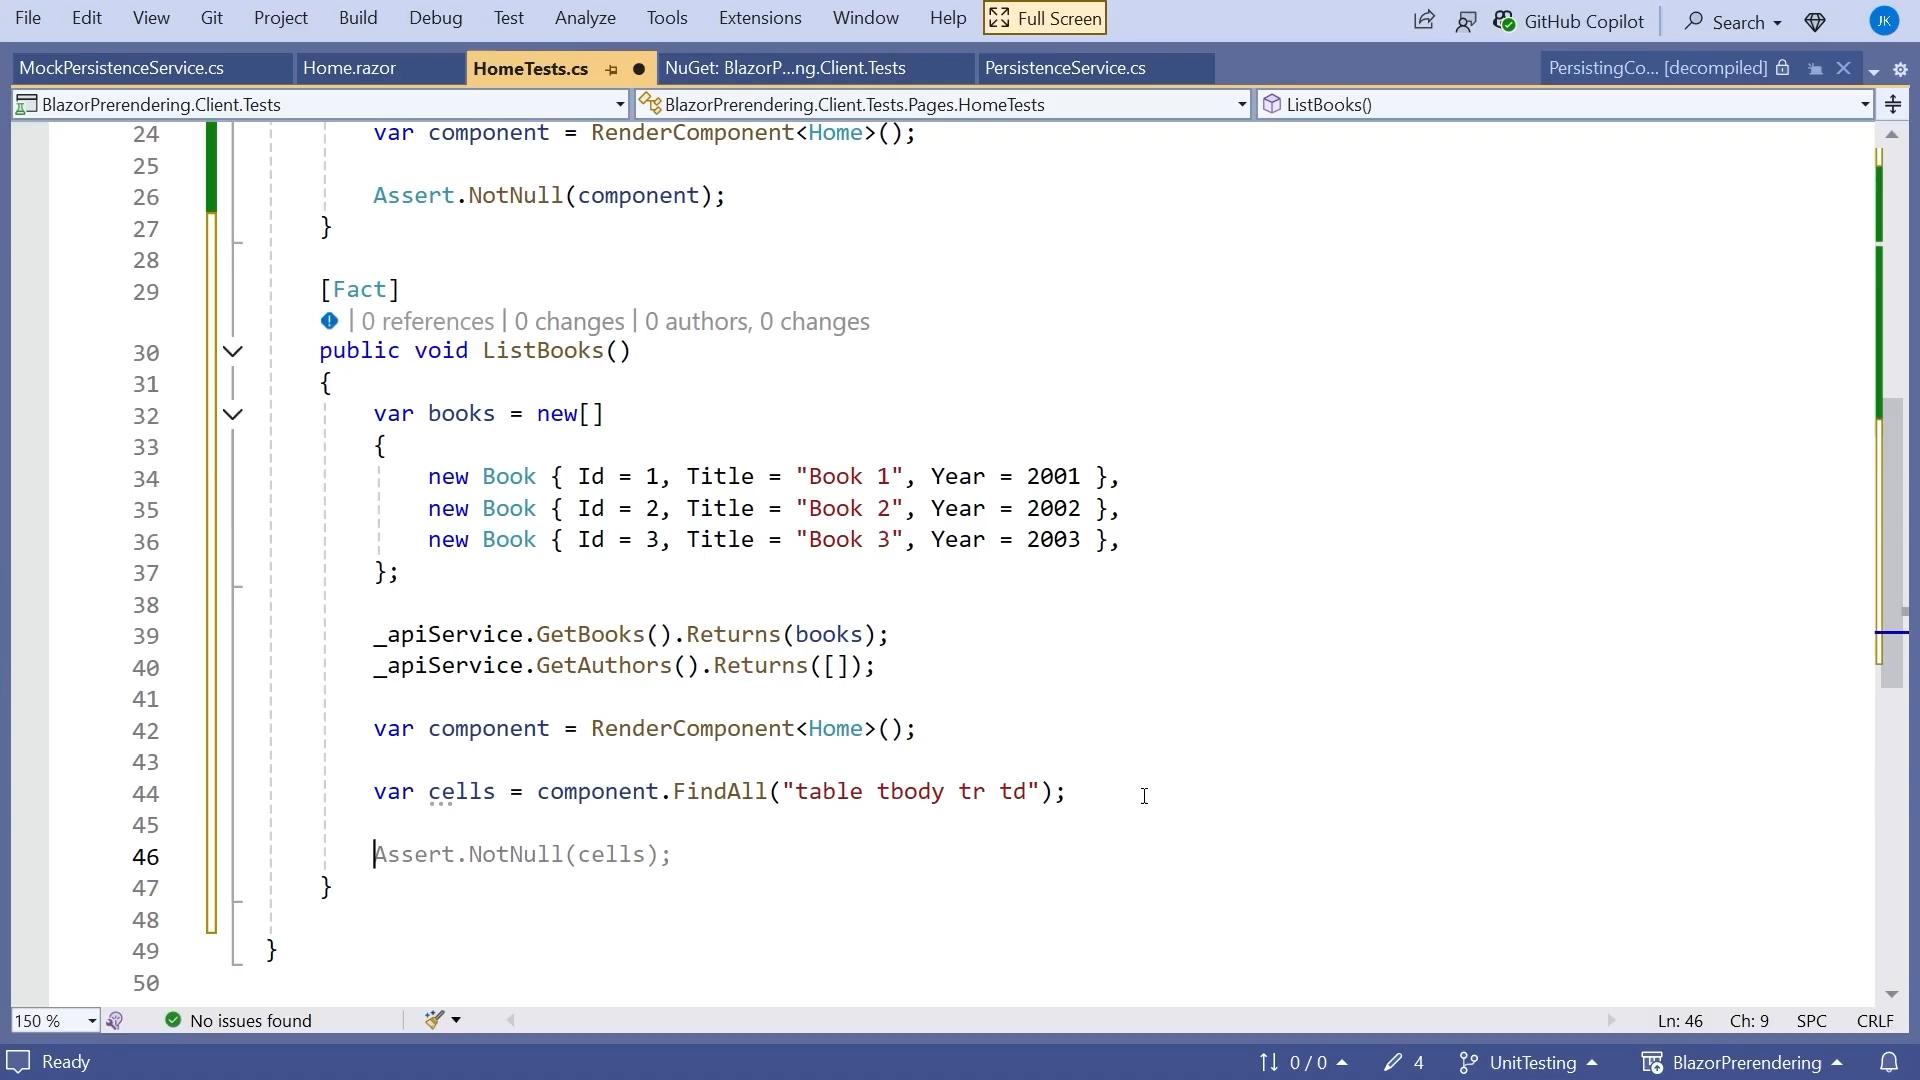 File Edit View Git Project Build Debug Test Analyze Tools Extensions Window Help Full Screen GitHub Copilot Search JK
MockPersistenceService.cs Home.razor HomeTests.cs NuGet: BlazorP...ng.Client.Tests PersistenceService.cs PersistingCo... [decompiled]
BlazorPrerendering.Client.Tests BlazorPrerendering.Client.Tests.Pages.HomeTests ListBooks()
24 var component = RenderComponent<Home>();
25
26 Assert.NotNull(component);
27 }
28
29 [Fact]
| 0 references | 0 changes | 0 authors, 0 changes
30 public void ListBooks()
31 {
32 var books = new[]
33 {
34 new Book { Id = 1, Title = "Book 1", Year = 2001 },
35 new Book { Id = 2, Title = "Book 2", Year = 2002 },
36 new Book { Id = 3, Title = "Book 3", Year = 2003 },
37 };
38
39 _apiService.GetBooks().Returns(books);
40 _apiService.GetAuthors().Returns([]);
41
42 var component = RenderComponent<Home>();
43
44 var cells = component.FindAll("table tbody tr td");
45
46 Assert.NotNull(cells);
47 }
48
49 }
50
150 % No issues found Ln: 46 Ch: 9 SPC CRLF
Ready 0 / 0 4 UnitTesting BlazorPrerendering